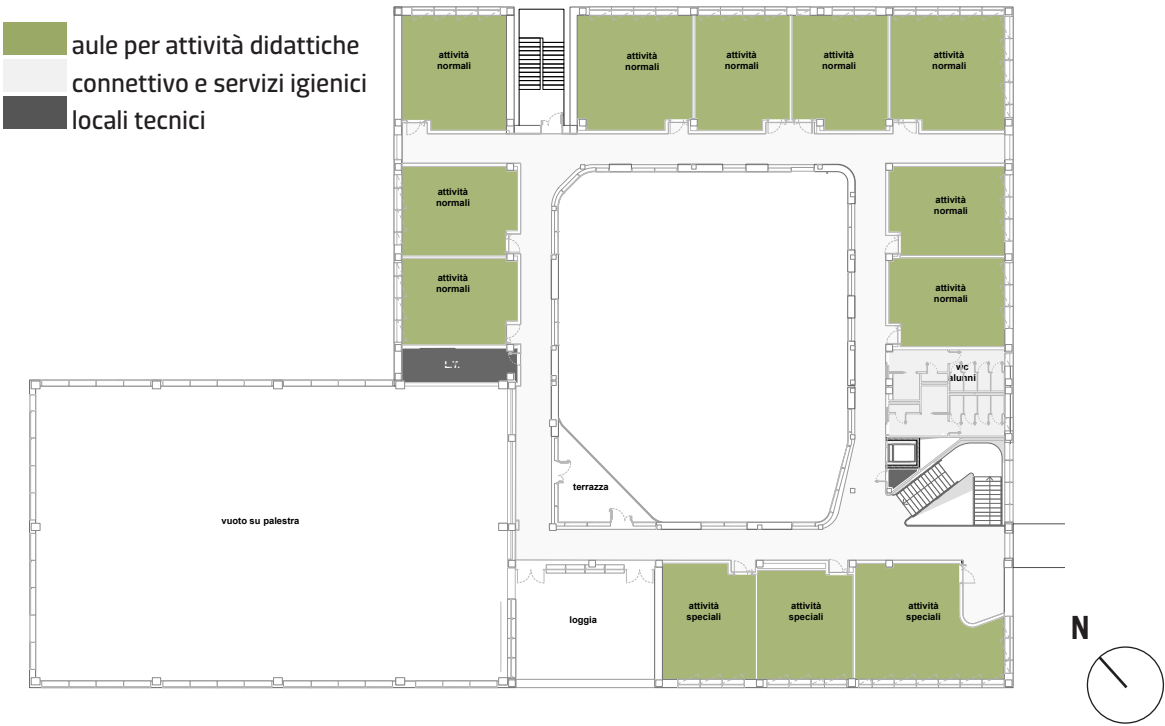 aule per attività didattiche
connettivo e servizi igienici
locali tecnici
attività
normali
attività
normali
attività
normali
attività
normali
attività
normali
attività
normali
attività
normali
attività
normali
attività
normali
L.T.
wc
alunni
terrazza
vuoto su palestra
loggia
attività
speciali
attività
speciali
attività
speciali
N